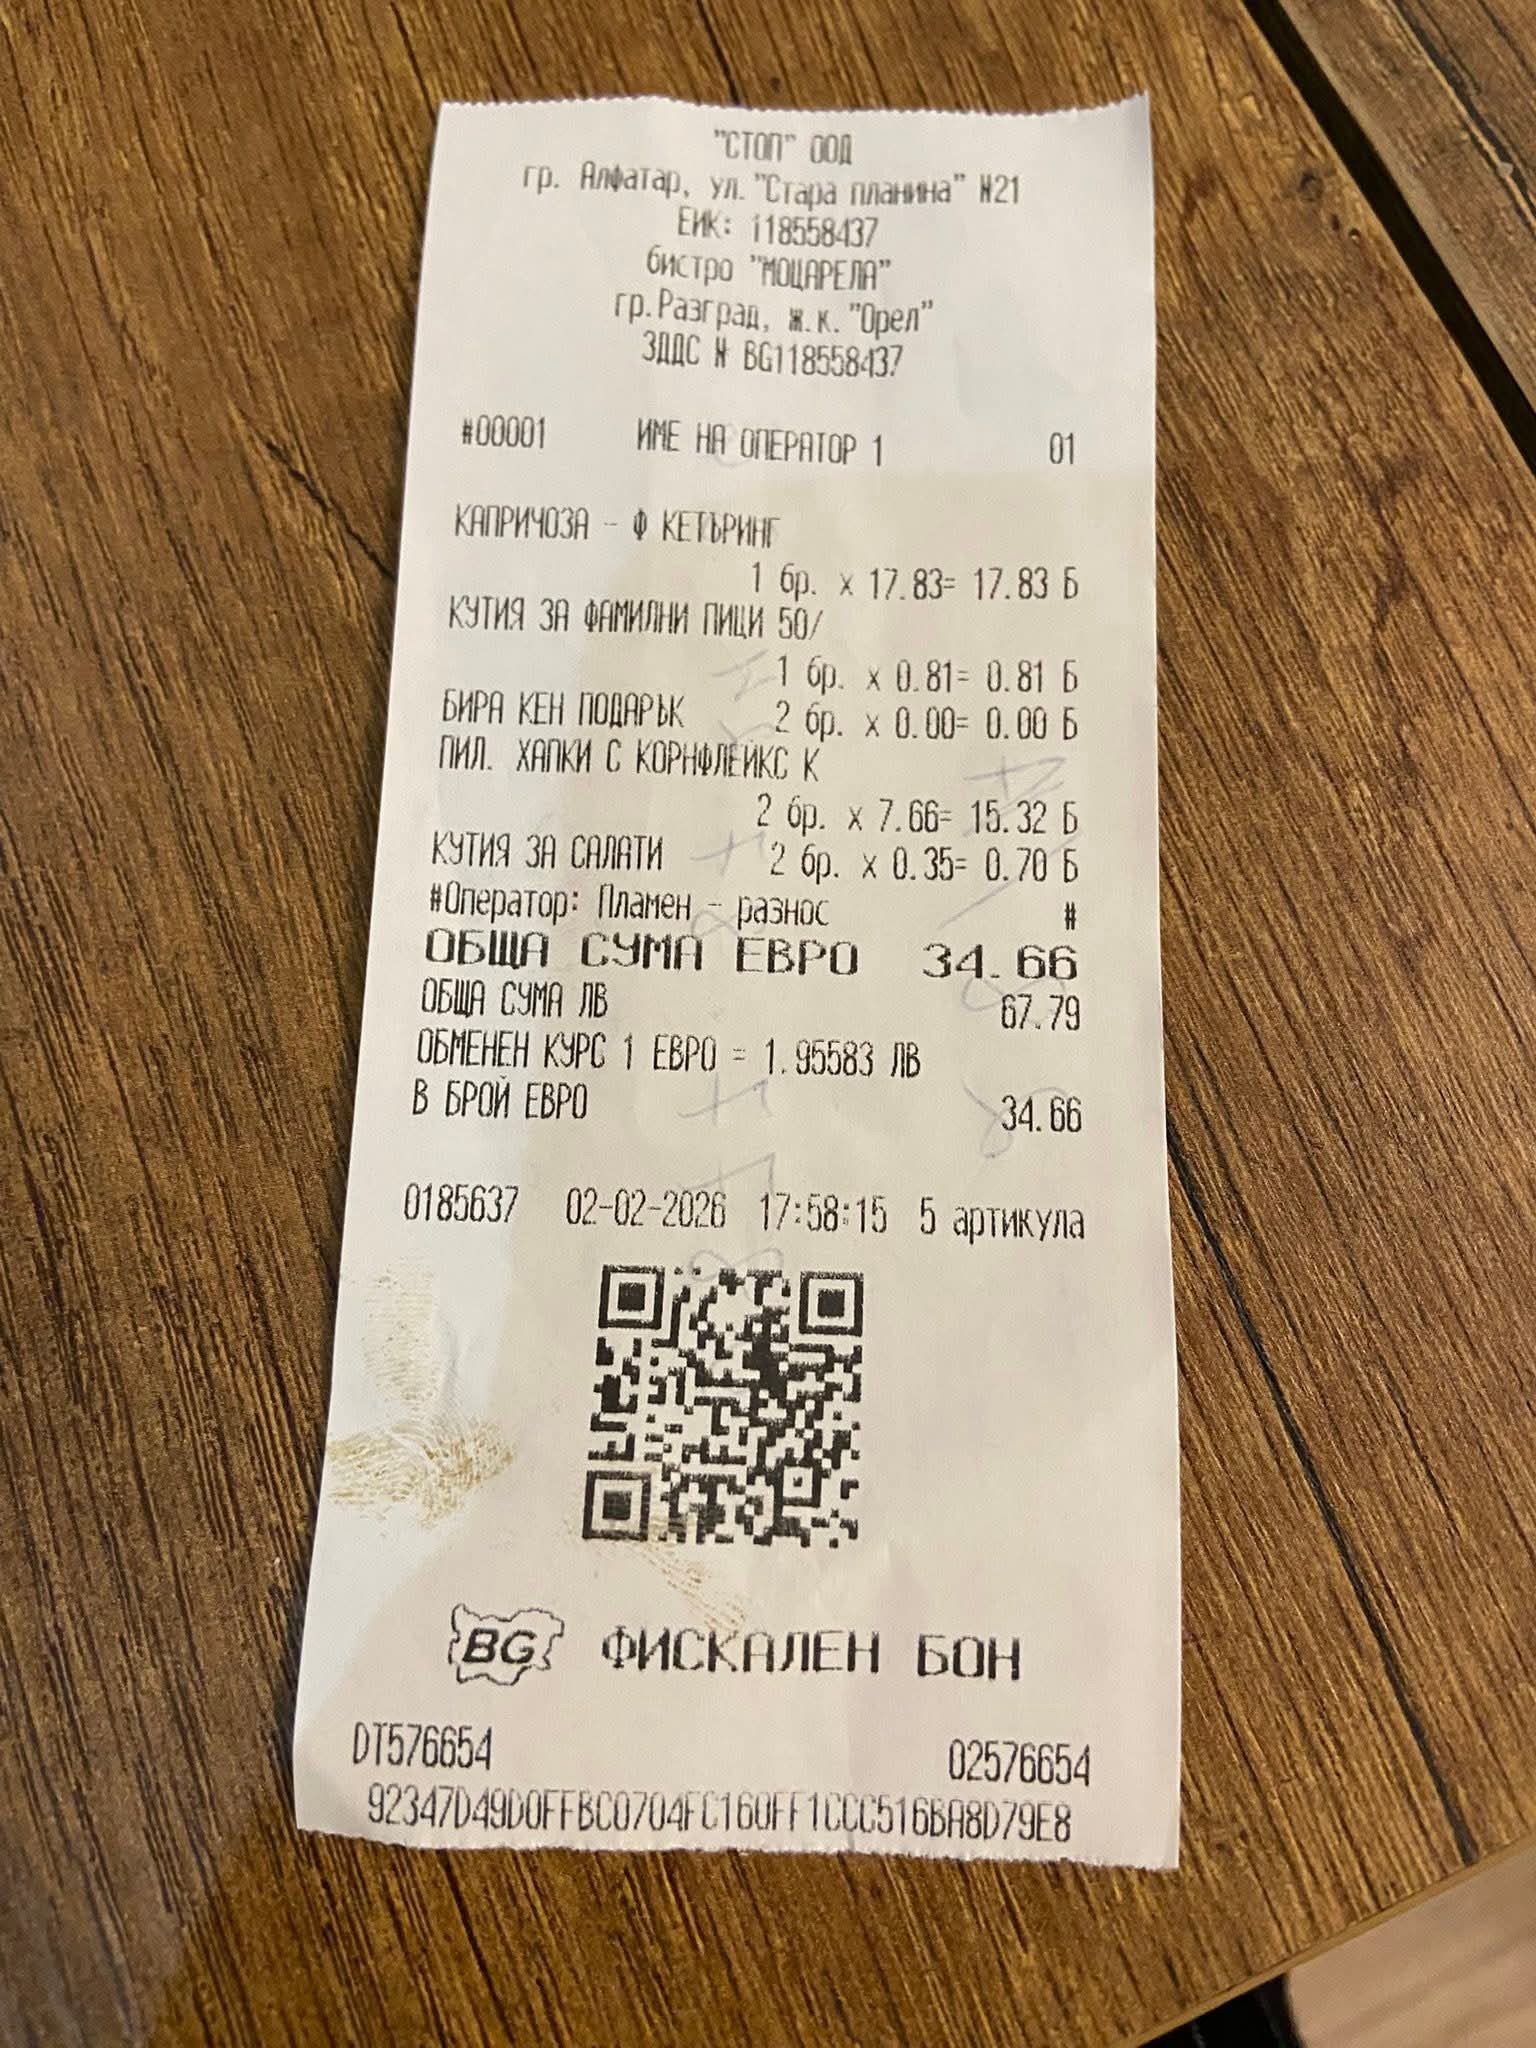 "СТОП" ООД
гр. Алфатар, ул."Стара планина" №21
ЕИК: 118558437
бистро "МОЦАРЕЛА"
гр.Разград, ж.к."Орел"
ЗДДС № BG118558437
#00001 ИМЕ НА ОПЕРАТОР 1 01
КАПРИЧОЗА - Ф КЕТЪРИНГ
1 бр. x 17.83= 17.83 Б
КУТИЯ ЗА ФАМИЛНИ ПИЦИ 50/
1 бр. x 0.81= 0.81 Б
БИРА КЕН ПОДАРЪК 2 бр. x 0.00= 0.00 Б
ПИЛ. ХАПКИ С КОРНФЛЕЙКС К
2 бр. x 7.66= 15.32 Б
КУТИЯ ЗА САЛАТИ 2 бр. x 0.35= 0.70 Б
#Оператор: Пламен - разнос #
ОБЩА СУМА ЕВРО 34.66
ОБЩА СУМА ЛВ 67.79
ОБМЕНЕН КУРС 1 ЕВРО = 1.95583 ЛВ
В БРОЙ ЕВРО 34.66
0185637 02-02-2026 17:58:15 5 артикула
BG ФИСКАЛЕН БОН
DT576654 02576654
92347D49D0FFBC0704FC160FF1CCC516BA8D79E8